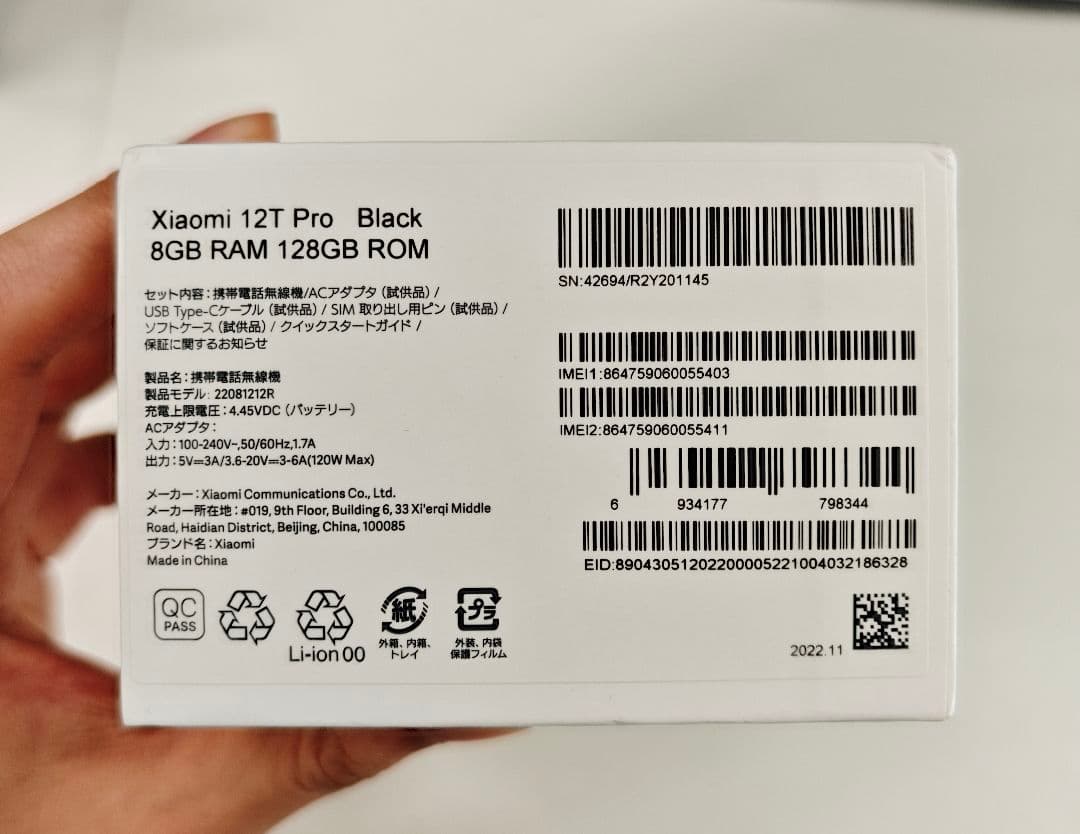 Xiaomi 12T Pro Black
8GB RAM 128GB ROM
セット内容：携帯電話無線機/ACアダプタ（試供品）/
USB Type-Cケーブル（試供品）/ SIM 取り出し用ピン（試供品）/
ソフトケース（試供品）/ クイックスタートガイド /
保証に関するお知らせ
製品名：携帯電話無線機
製品モデル：22081212R
充電上限電圧：4.45VDC（バッテリー）
ACアダプタ：
入力：100-240V~,50/60Hz,1.7A
出力：5V⎓3A/3.6-20V⎓3-6A(120W Max)
メーカー：Xiaomi Communications Co., Ltd.
メーカー所在地：#019, 9th Floor, Building 6, 33 Xi'erqi Middle
Road, Haidian District, Beijing, China, 100085
ブランド名：Xiaomi
Made in China
QC
PASS
Li-ion 00
紙
外箱、内箱、
トレイ
プラ
外装、内袋
保護フィルム
SN:42694/R2Y201145
IMEI1:864759060055403
IMEI2:864759060055411
6 934177 798344
EID:89043051202200005221004032186328
2022.11